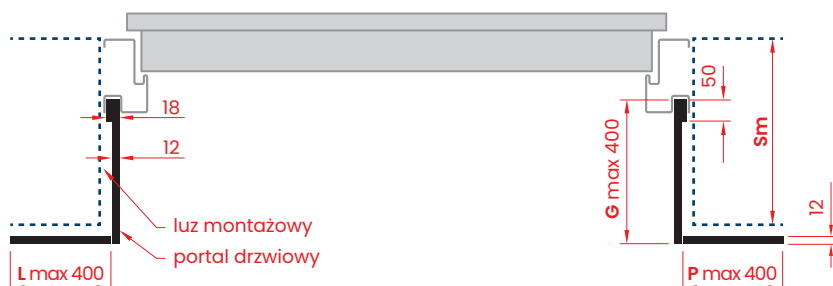 18
12
luz montażowy
portal drzwiowy
L max 400
G max 400
50
Sm
12
P max 400